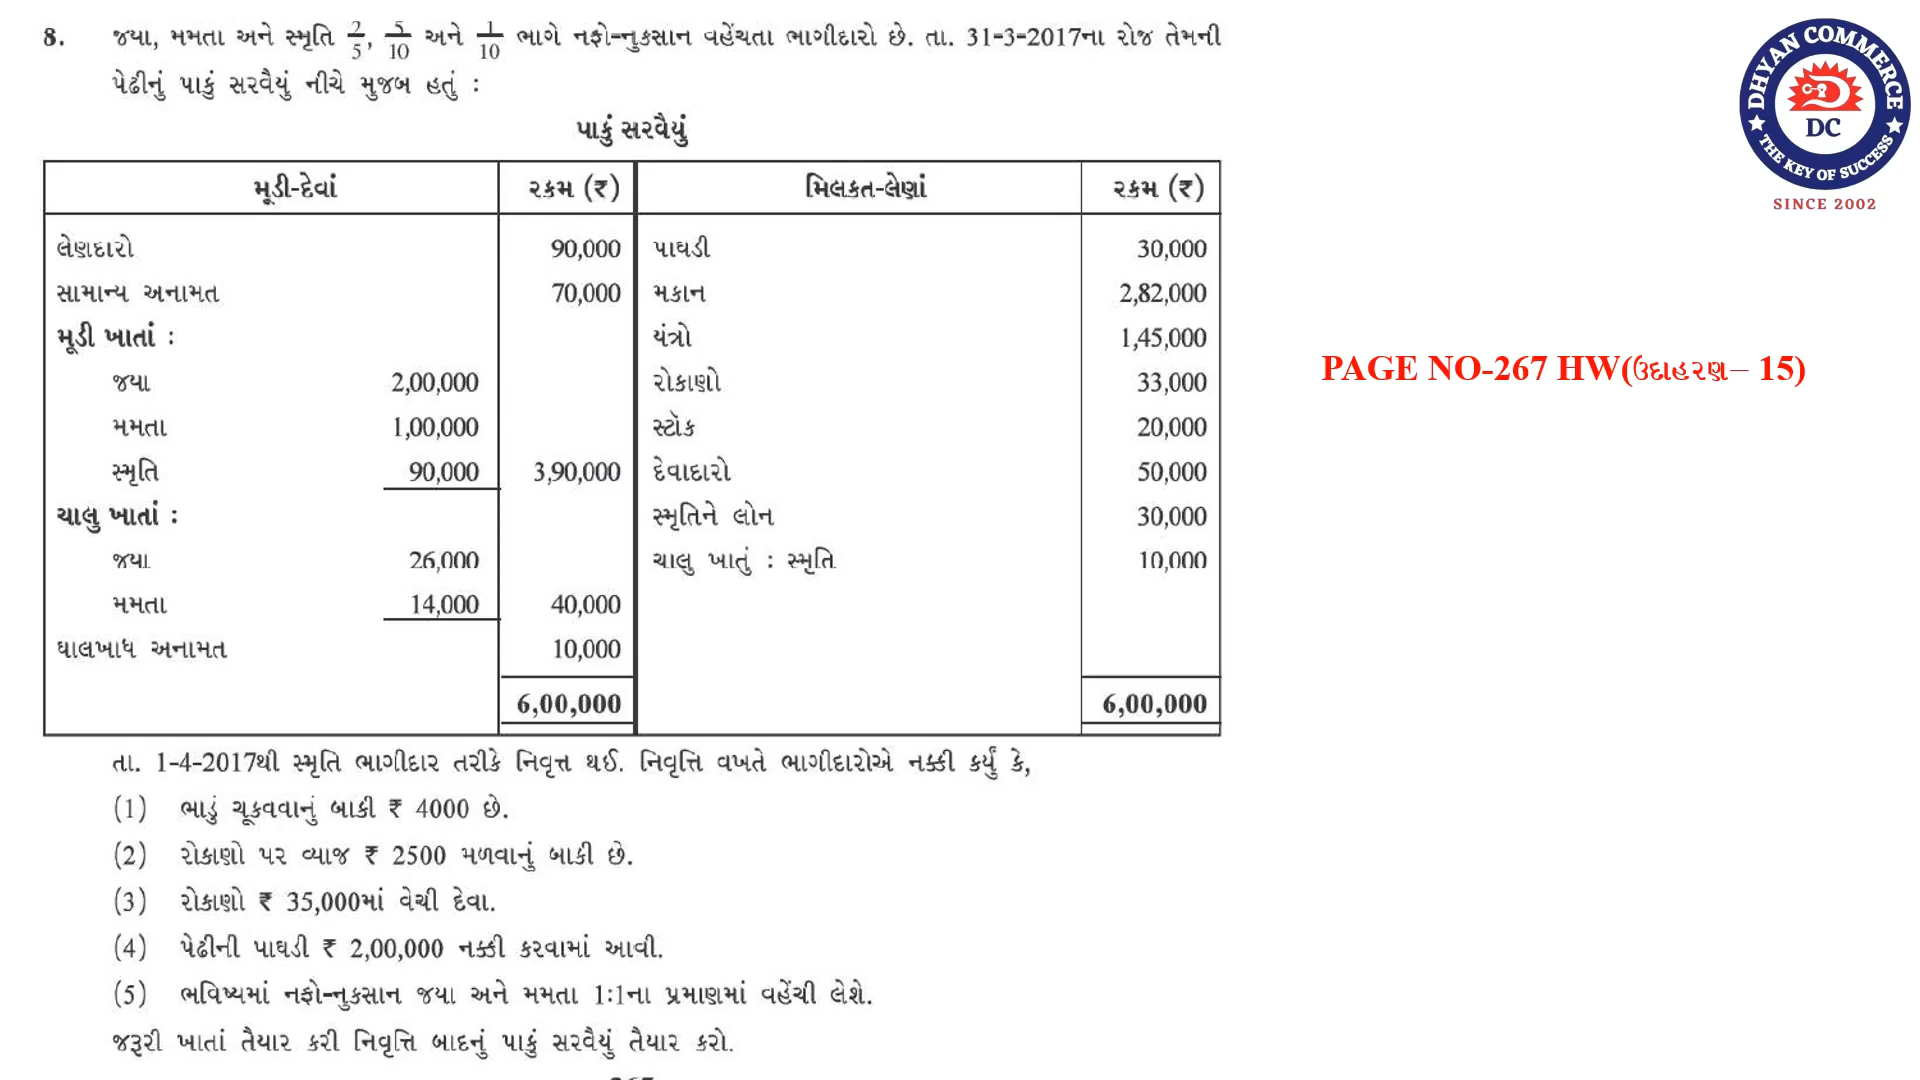 8. જયા, મમતા અને સ્મૃતિ 2/5, 5/10 અને 1/10 ભાગે નફો-નુકસાન વહેંચતા ભાગીદારો છે. તા. 31-3-2017ના રોજ તેમની
પેઢીનું પાકું સરવૈયું નીચે મુજબ હતું :
પાકું સરવૈયું
મૂડી-દેવાં રકમ (₹) મિલકત-લેણાં રકમ (₹)
લેણદારો 90,000 પાઘડી 30,000
સામાન્ય અનામત 70,000 મકાન 2,82,000
મૂડી ખાતાં : યંત્રો 1,45,000
જયા 2,00,000 રોકાણો 33,000
મમતા 1,00,000 સ્ટૉક 20,000
સ્મૃતિ 90,000 3,90,000 દેવાદારો 50,000
ચાલુ ખાતાં : સ્મૃતિને લોન 30,000
જયા 26,000 ચાલુ ખાતું : સ્મૃતિ 10,000
મમતા 14,000 40,000
ઘાલખાધ અનામત 10,000
6,00,000 6,00,000
તા. 1-4-2017થી સ્મૃતિ ભાગીદાર તરીકે નિવૃત્ત થઈ. નિવૃત્તિ વખતે ભાગીદારોએ નક્કી કર્યું કે,
(1) ભાડું ચૂકવવાનું બાકી ₹ 4000 છે.
(2) રોકાણો પર વ્યાજ ₹ 2500 મળવાનું બાકી છે.
(3) રોકાણો ₹ 35,000માં વેચી દેવા.
(4) પેઢીની પાઘડી ₹ 2,00,000 નક્કી કરવામાં આવી.
(5) ભવિષ્યમાં નફો-નુકસાન જયા અને મમતા 1:1ના પ્રમાણમાં વહેંચી લેશે.
જરૂરી ખાતાં તૈયાર કરી નિવૃત્તિ બાદનું પાકું સરવૈયું તૈયાર કરો.
PAGE NO-267 HW(ઉદાહરણ– 15)
DHYAN COMMERCE
DC
THE KEY OF SUCCESS
SINCE 2002